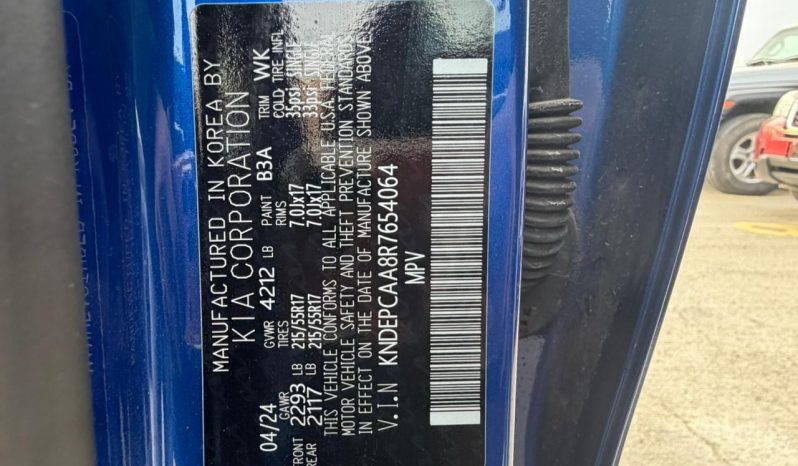 MANUFACTURED IN KOREA BY
KIA CORPORATION
04/24 GVWR 4212 LB PAINT B3A TRIM WK
GAWR TIRES RIMS COLD TIRE INFL
FRONT 2293 LB 215/55R17 7.0Jx17 35psi SINGLE
REAR 2117 LB 215/55R17 7.0Jx17 33psi SINGLE
THIS VEHICLE CONFORMS TO ALL APPLICABLE U.S.A. FEDERAL
MOTOR VEHICLE SAFETY AND THEFT PREVENTION STANDARDS
IN EFFECT ON THE DATE OF MANUFACTURE SHOWN ABOVE.
V.I.N KNDEPCAA8R7654064
MPV